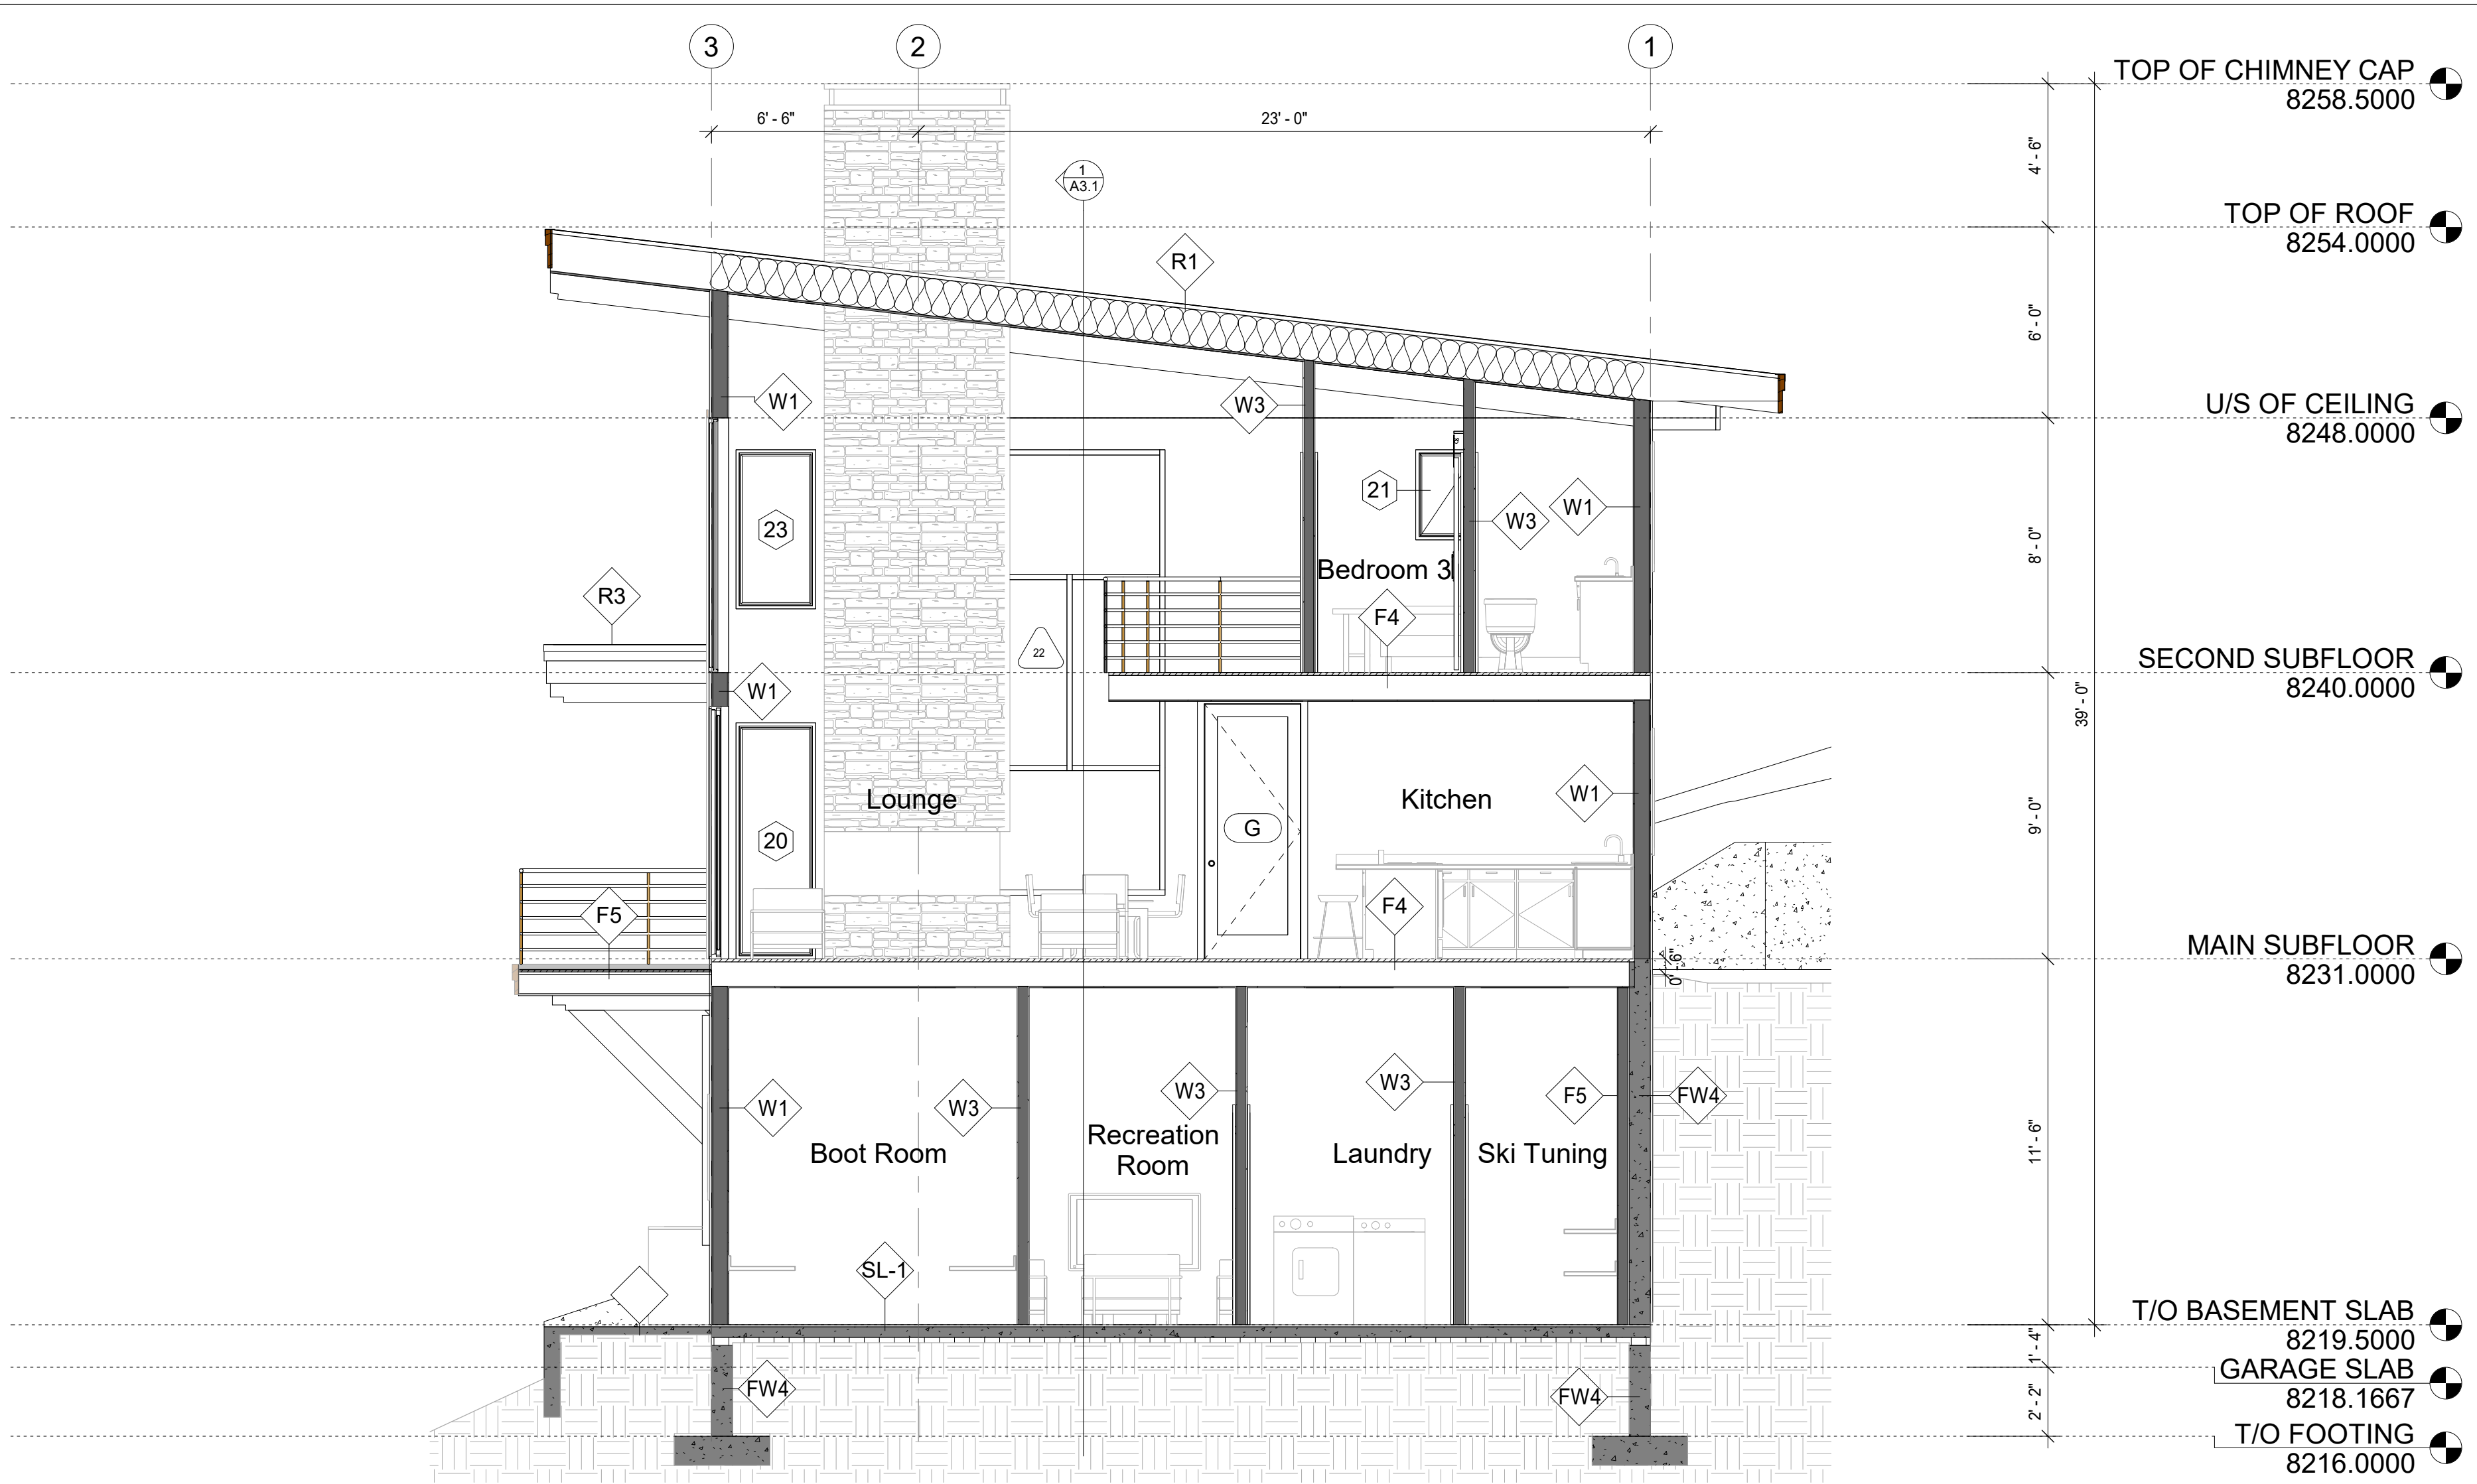 3
2
1
TOP OF CHIMNEY CAP
8258.5000
6' - 6"
23' - 0"
4' - 6"
1
A3.1
TOP OF ROOF
8254.0000
R1
6' - 0"
W1
W3
U/S OF CEILING
8248.0000
23
21
W3
W1
8' - 0"
Bedroom 3
R3
F4
22
SECOND SUBFLOOR
8240.0000
W1
39' - 0"
Lounge
Kitchen
W1
G
20
9' - 0"
F5
F4
MAIN SUBFLOOR
8231.0000
0' - 6"
W1
W3
W3
W3
F5
FW4
Boot Room
Recreation
Room
Laundry
Ski Tuning
11' - 6"
SL-1
T/O BASEMENT SLAB
8219.5000
1' - 4"
GARAGE SLAB
8218.1667
FW4
FW4
2' - 2"
T/O FOOTING
8216.0000